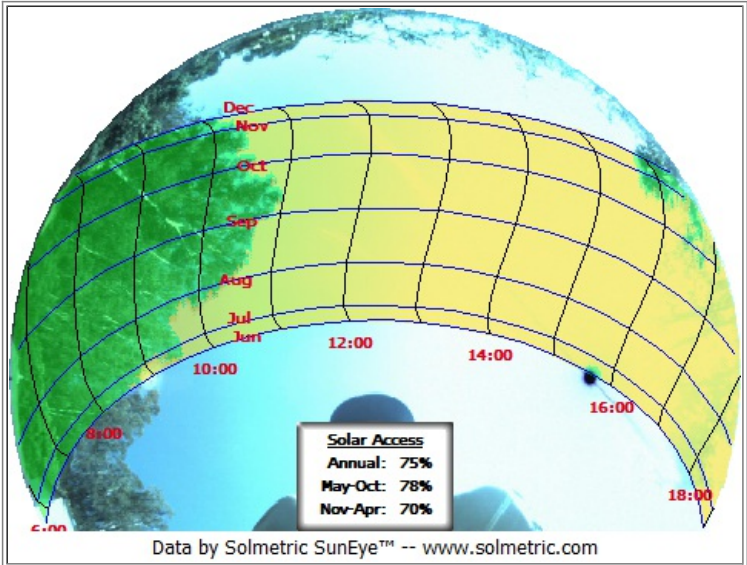 Dec
Nov
Oct
Sep
Aug
Jul
Jun
12:00
14:00
10:00
16:00
8:00
18:00
6:00
Solar Access
Annual: 75%
May-Oct: 78%
Nov-Apr: 70%
Data by Solmetric SunEye™ -- www.solmetric.com